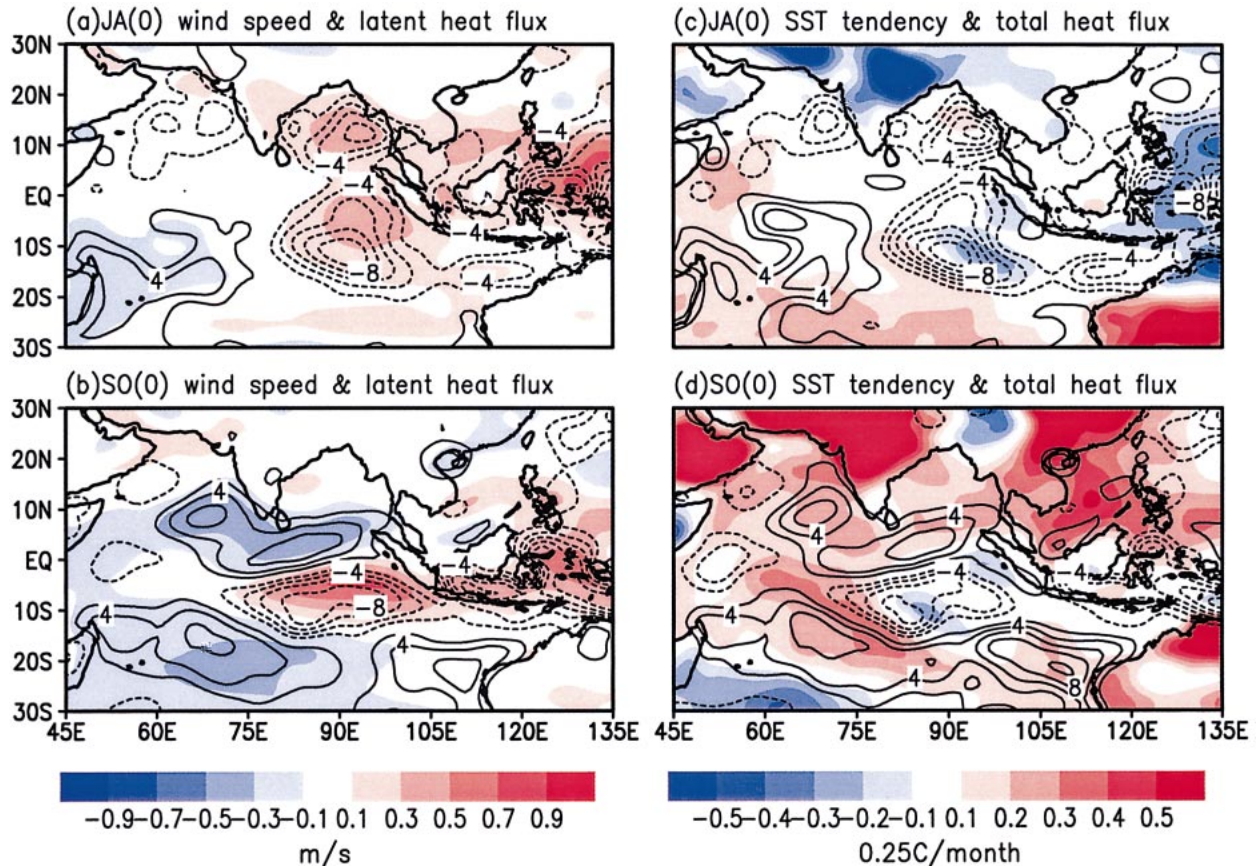 (a)JA(0) wind speed & latent heat flux
(c)JA(0) SST tendency & total heat flux
30N
20N
10N
EQ
10S
20S
30S
-4
-4
-4
-4
-8
4
-4
-4
-4
-4
-8
-8
-4
4
4
(b)SO(0) wind speed & latent heat flux
(d)SO(0) SST tendency & total heat flux
30N
20N
10N
EQ
10S
20S
30S
4
-4
-4
-8
4
4
4
4
-4
-4
4
4
4
8
45E 60E 75E 90E 105E 120E 135E
45E 60E 75E 90E 105E 120E 135E
-0.9 -0.7 -0.5 -0.3 -0.1 0.1 0.3 0.5 0.7 0.9
m/s
-0.5 -0.4 -0.3 -0.2 -0.1 0.1 0.2 0.3 0.4 0.5
0.25C/month